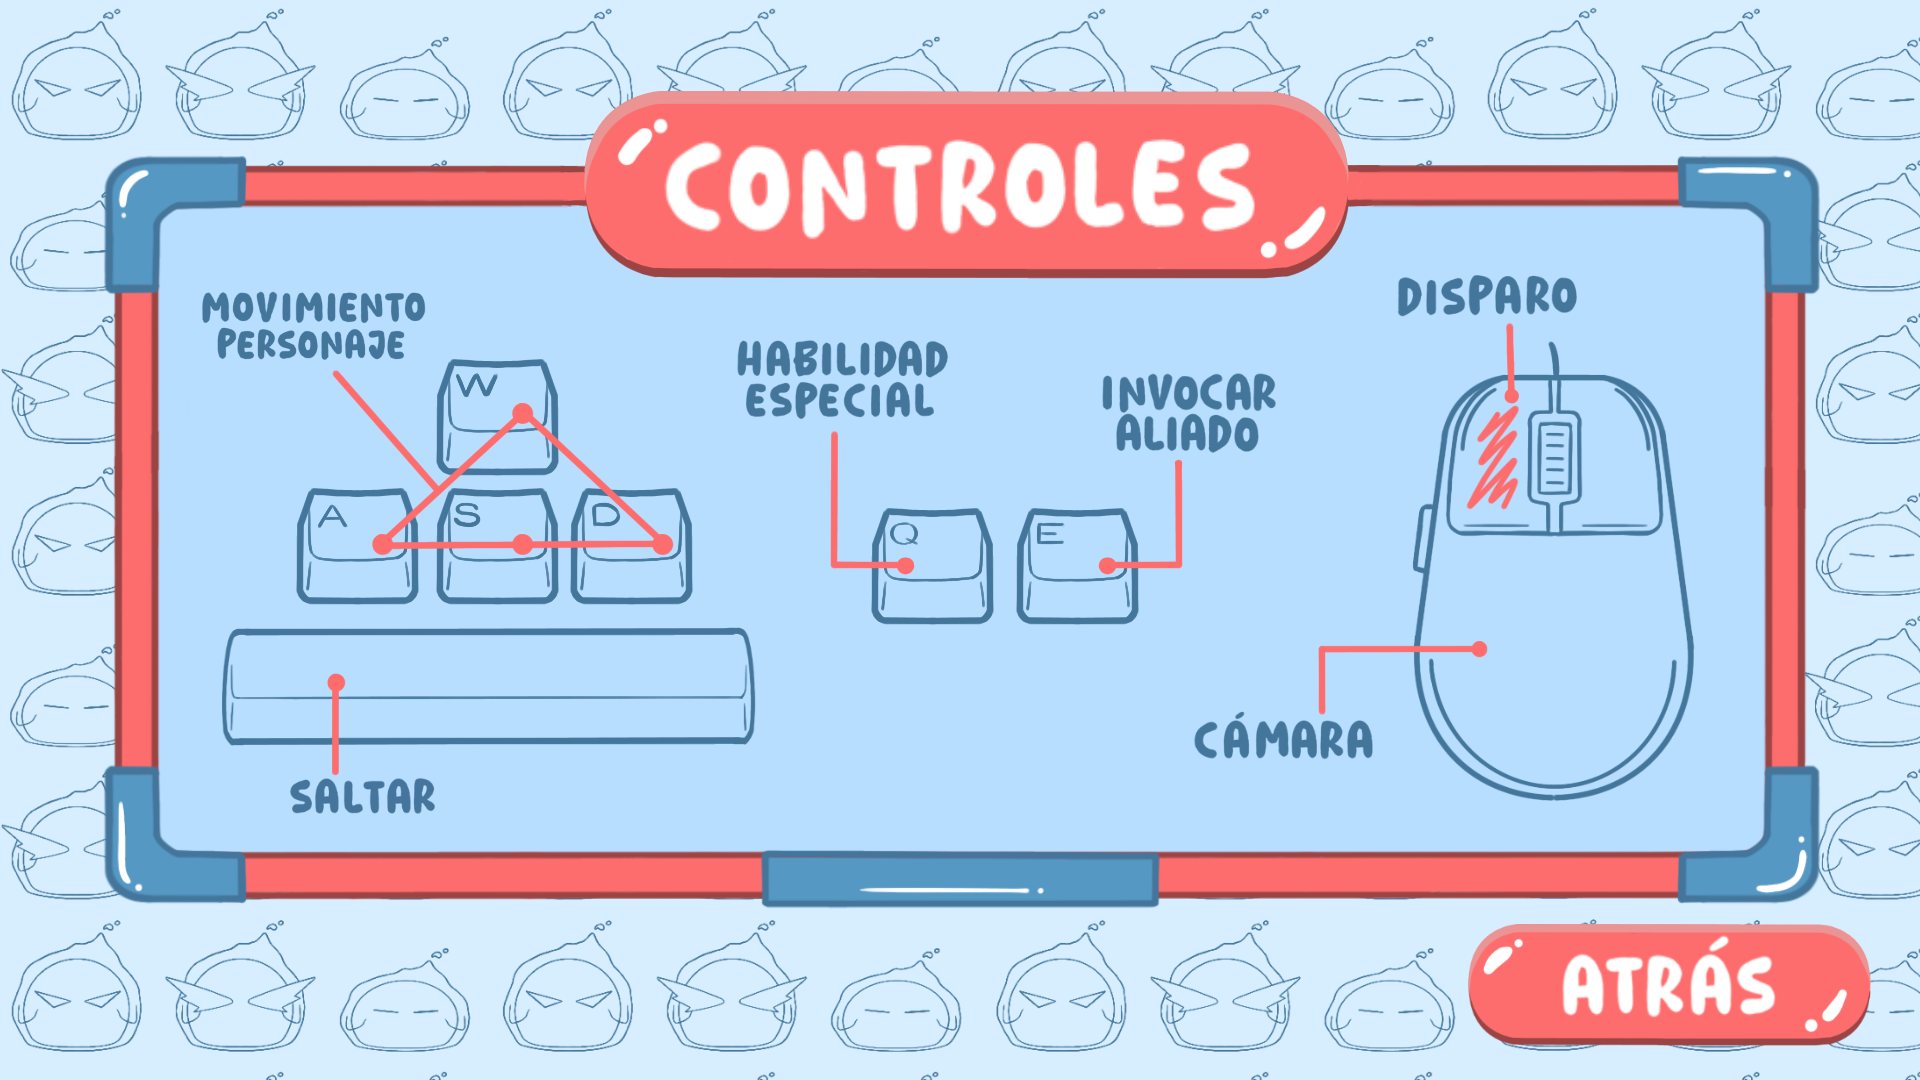 CONTROLES
MOVIMIENTO
PERSONAJE
W
A
S
D
SALTAR
HABILIDAD
ESPECIAL
Q
INVOCAR
ALIADO
E
DISPARO
CÁMARA
ATRÁS